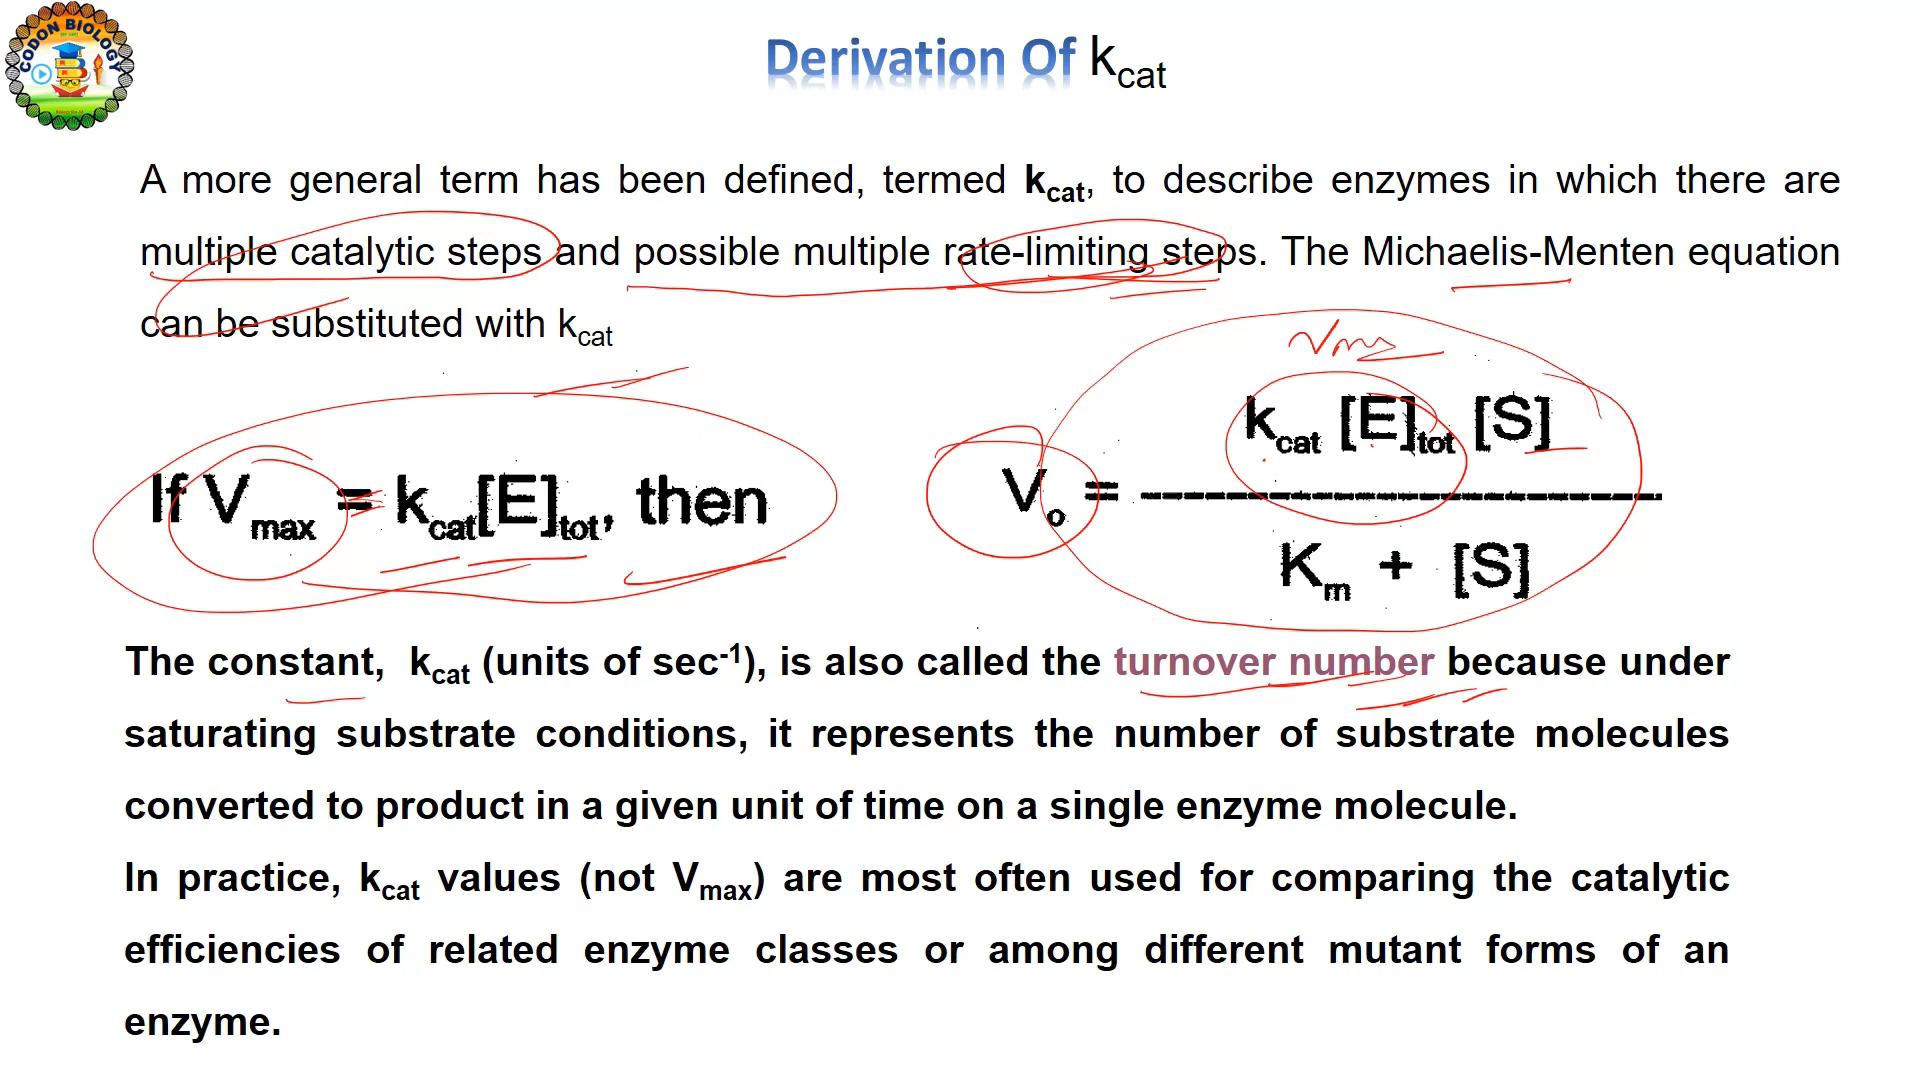 CODON BIOLOGY
Derivation Of kcat
A more general term has been defined, termed kcat, to describe enzymes in which there are
multiple catalytic steps and possible multiple rate-limiting steps. The Michaelis-Menten equation
can be substituted with kcat
Vmax
If Vmax = kcat[E]tot, then
kcat [E]tot [S]
Vo = ---------------------------
Km + [S]
The constant, kcat (units of sec-1), is also called the turnover number because under
saturating substrate conditions, it represents the number of substrate molecules
converted to product in a given unit of time on a single enzyme molecule.
In practice, kcat values (not Vmax) are most often used for comparing the catalytic
efficiencies of related enzyme classes or among different mutant forms of an
enzyme.